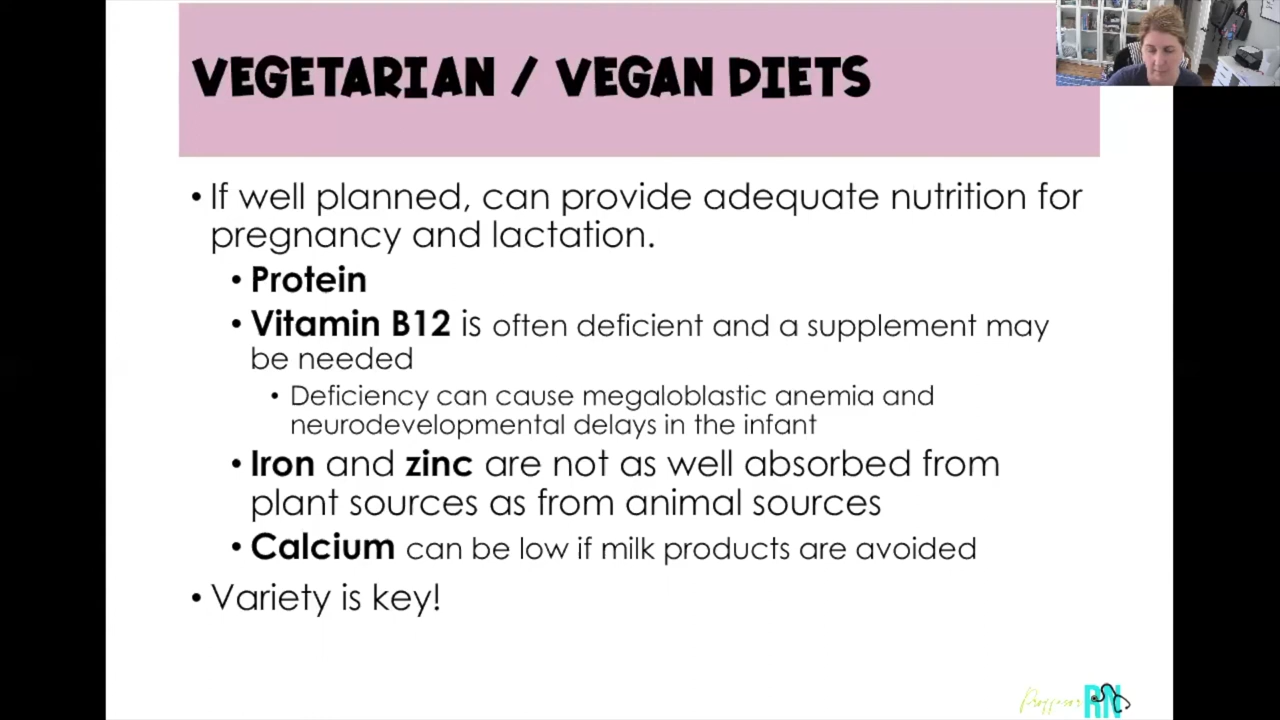 VEGETARIAN / VEGAN DIETS
• If well planned, can provide adequate nutrition for
pregnancy and lactation.
• Protein
• Vitamin B12 is often deficient and a supplement may
be needed
• Deficiency can cause megaloblastic anemia and
neurodevelopmental delays in the infant
• Iron and zinc are not as well absorbed from
plant sources as from animal sources
• Calcium can be low if milk products are avoided
• Variety is key!
Professor RN